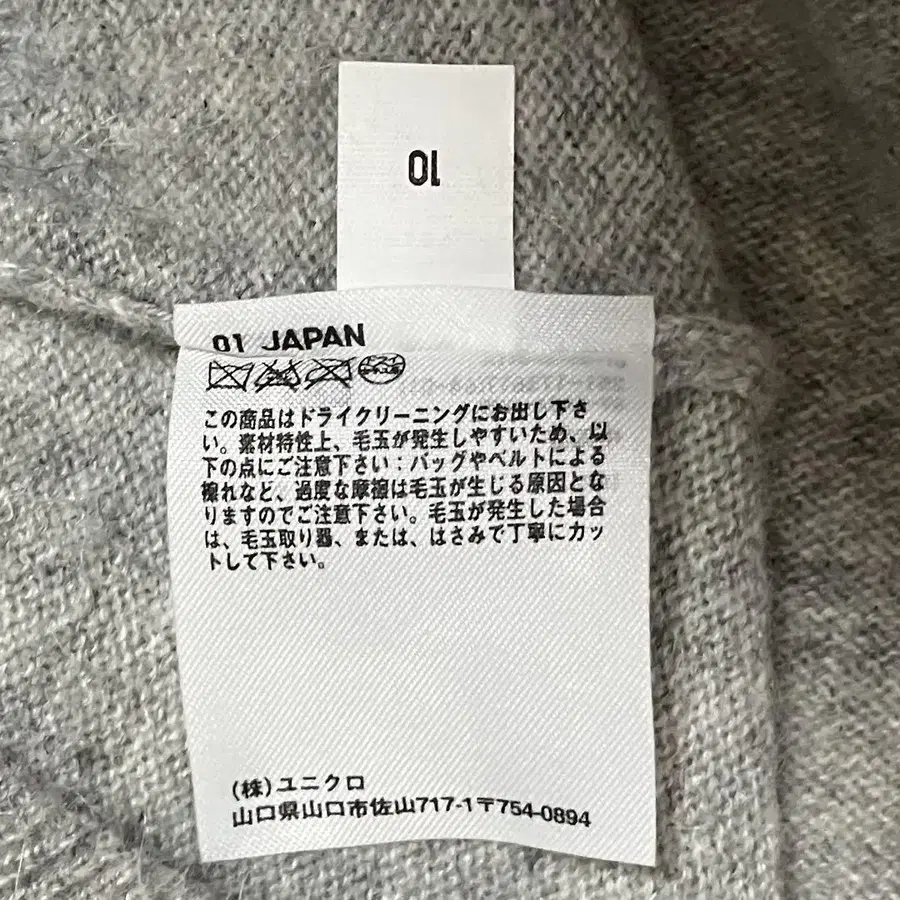 10
01 JAPAN
この商品はドライクリーニングにお出し下さ
い。素材特性上、毛玉が発生しやすいため、以
下の点にご注意下さい：バッグやベルトによる
擦れなど、過度な摩擦は毛玉が生じる原因とな
りますのでご注意下さい。毛玉が発生した場合
は、毛玉取り器、または、はさみで丁寧にカッ
トして下さい。
(株)ユニクロ
山口県山口市佐山717-1〒754-0894